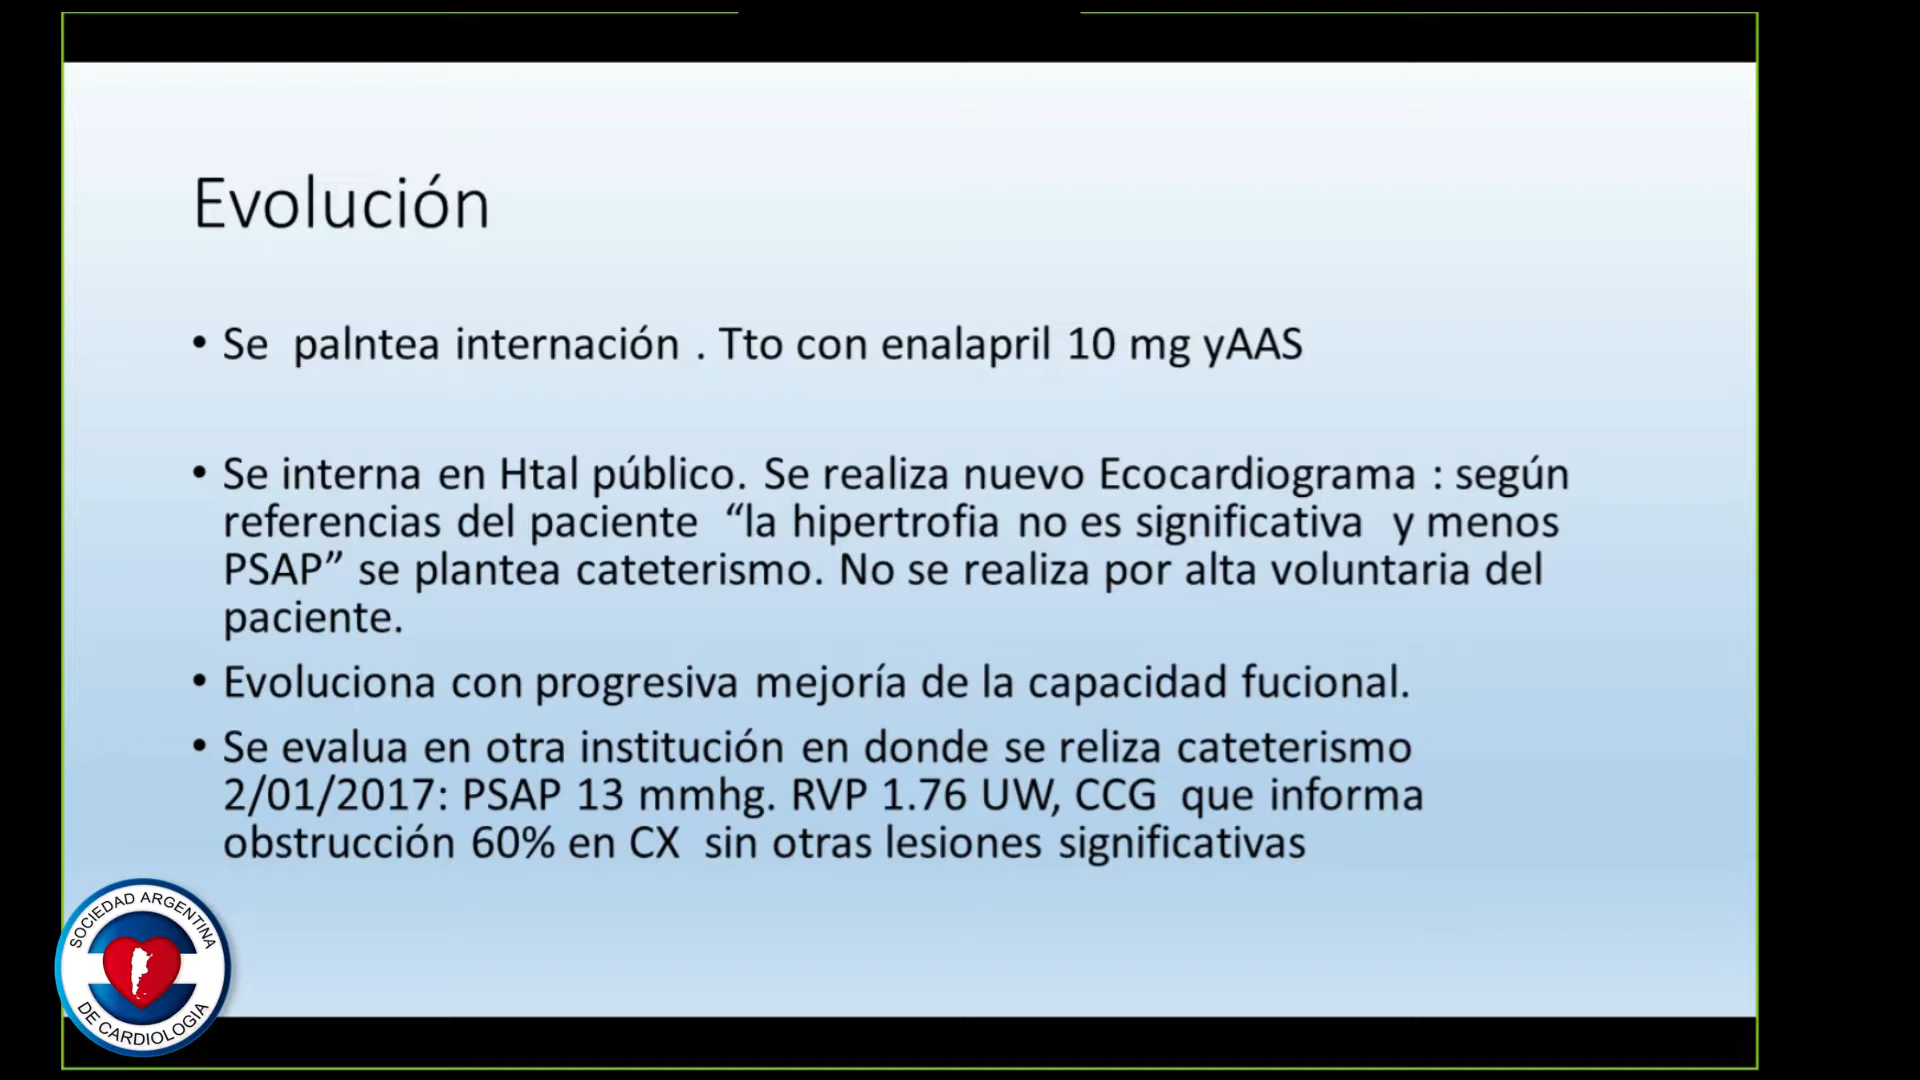 Evolución
• Se palntea internación . Tto con enalapril 10 mg yAAS
• Se interna en Htal público. Se realiza nuevo Ecocardiograma : según
referencias del paciente “la hipertrofia no es significativa y menos
PSAP” se plantea cateterismo. No se realiza por alta voluntaria del
paciente.
• Evoluciona con progresiva mejoría de la capacidad fucional.
• Se evalua en otra institución en donde se reliza cateterismo
2/01/2017: PSAP 13 mmhg. RVP 1.76 UW, CCG que informa
obstrucción 60% en CX sin otras lesiones significativas
SOCIEDAD ARGENTINA
DE CARDIOLOGIA